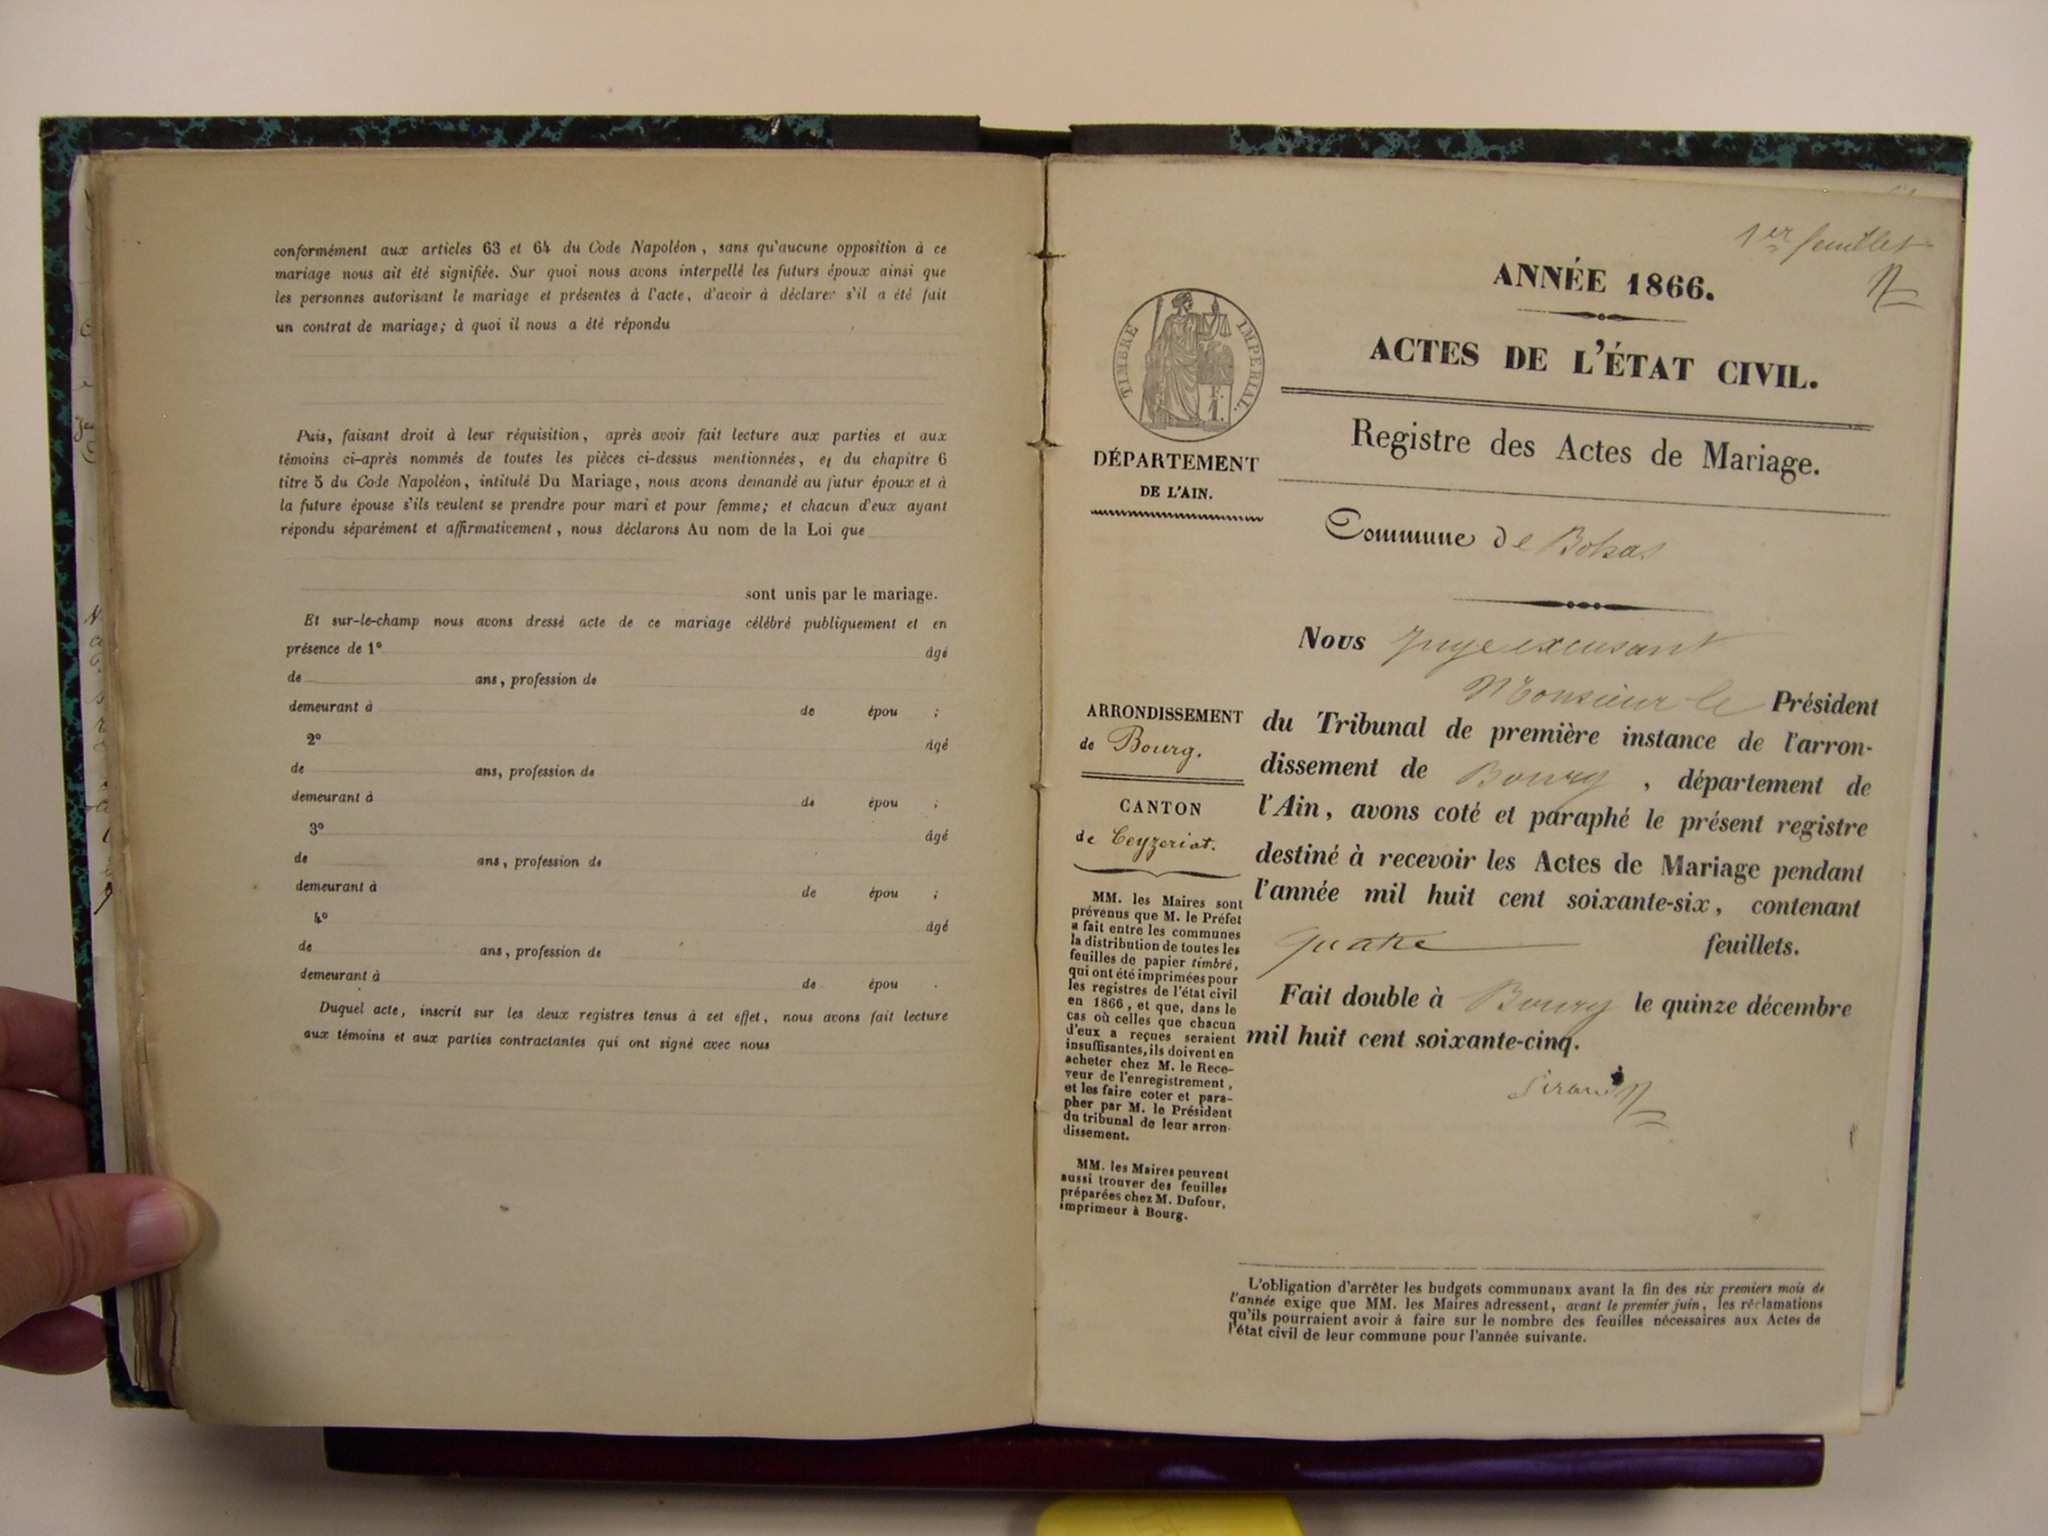 conformément aux articles 63 et 64 du Code Napoléon, sans qu'aucune opposition à ce
mariage nous ait été signifiée. Sur quoi nous avons interpellé les futurs époux ainsi que
les personnes autorisant le mariage et présentes à l'acte, d'avoir à déclarer s'il a été fait
un contrat de mariage; à quoi il nous a été répondu
Puis, faisant droit à leur réquisition, après avoir fait lecture aux parties et aux
témoins ci-après nommés de toutes les pièces ci-dessus mentionnées, et du chapitre 6
titre 5 du Code Napoléon, intitulé Du Mariage, nous avons demandé au futur époux et à
la future épouse s'ils veulent se prendre pour mari et pour femme; et chacun d'eux ayant
répondu séparément et affirmativement, nous déclarons Au nom de la Loi que
sont unis par le mariage.
Et sur-le-champ nous avons dressé acte de ce mariage célébré publiquement et en
présence de 1º âgé
de ans, profession de
demeurant à de épou ;
2º âgé
de ans, profession de
demeurant à de épou ;
3º âgé
de ans, profession de
demeurant à de épou ;
4º âgé
de ans, profession de
demeurant à de épou .
Duquel acte, inscrit sur les deux registres tenus à cet effet, nous avons fait lecture
aux témoins et aux parties contractantes qui ont signé avec nous
1er feuillet
ANNÉE 1866.
ACTES DE L'ÉTAT CIVIL.
Registre des Actes de Mariage.
TIMBRE IMPERIAL.
1.
DÉPARTEMENT
DE L'AIN.
Commune de Bohas
Nous Juge excusant
Monsieur le Président
du Tribunal de première instance de l'arron-
dissement de Bourg, département de
l'Ain, avons coté et paraphé le présent registre
destiné à recevoir les Actes de Mariage pendant
l'année mil huit cent soixante-six, contenant
quatre feuillets.
Fait double à Bourg le quinze décembre
mil huit cent soixante-cinq.
ARRONDISSEMENT
de Bourg.
CANTON
de Ceyzeriat.
MM. les Maires sont
prévenus que M. le Préfet
a fait entre les communes
la distribution de toutes les
feuilles de papier timbré,
qui ont été imprimées pour
les registres de l'état civil
en 1866, et que, dans le
cas où celles que chacun
d'eux a reçues seraient
insuffisantes, ils doivent en
acheter chez M. le Rece-
veur de l'enregistrement,
et les faire coter et para-
pher par M. le Président
du tribunal de leur arron-
dissement.
MM. les Maires peuvent
aussi trouver des feuilles
préparées chez M. Dufour,
imprimeur à Bourg.
L'obligation d'arrêter les budgets communaux avant la fin des six premiers mois de
l'année exige que MM. les Maires adressent, avant le premier juin, les réclamations
qu'ils pourraient avoir à faire sur le nombre des feuilles nécessaires aux Actes de
l'état civil de leur commune pour l'année suivante.